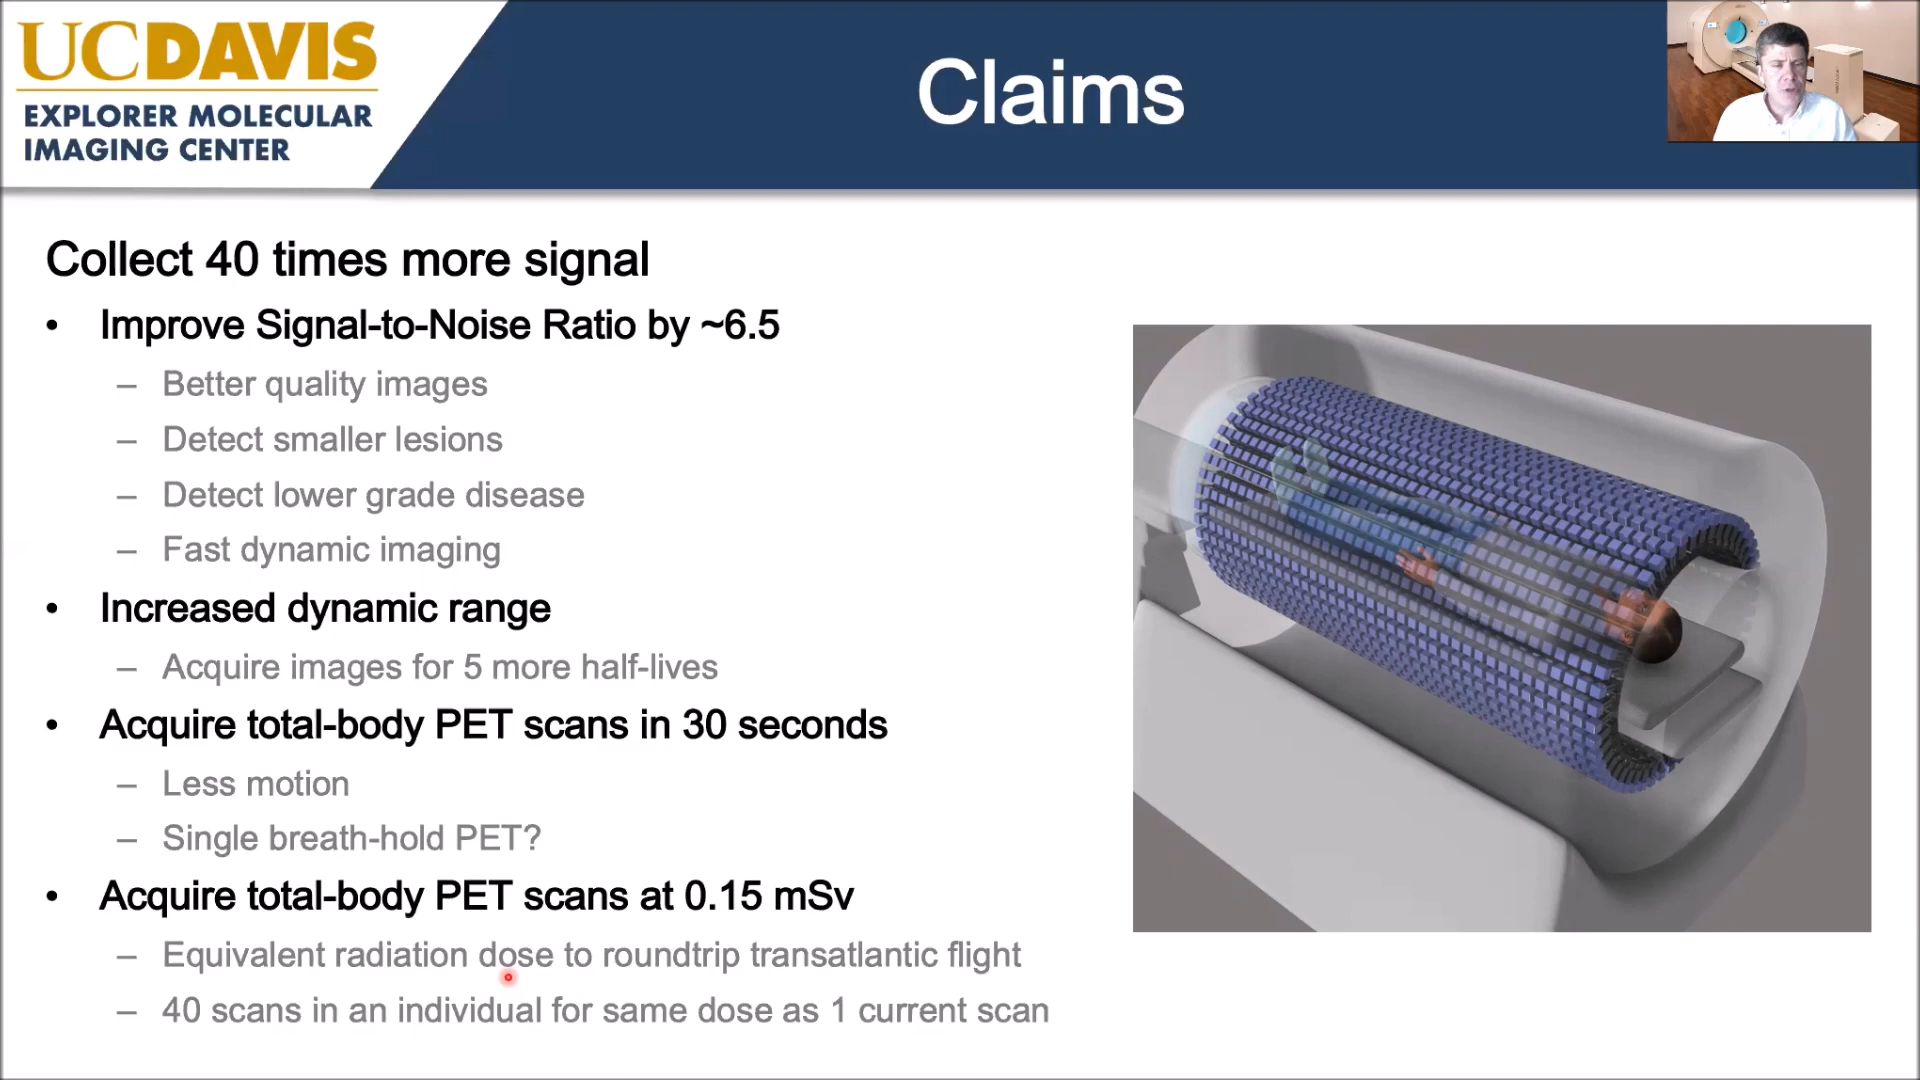 UCDAVIS
EXPLORER MOLECULAR
IMAGING CENTER
Claims
Collect 40 times more signal
• Improve Signal-to-Noise Ratio by ~6.5
– Better quality images
– Detect smaller lesions
– Detect lower grade disease
– Fast dynamic imaging
• Increased dynamic range
– Acquire images for 5 more half-lives
• Acquire total-body PET scans in 30 seconds
– Less motion
– Single breath-hold PET?
• Acquire total-body PET scans at 0.15 mSv
– Equivalent radiation dose to roundtrip transatlantic flight
– 40 scans in an individual for same dose as 1 current scan